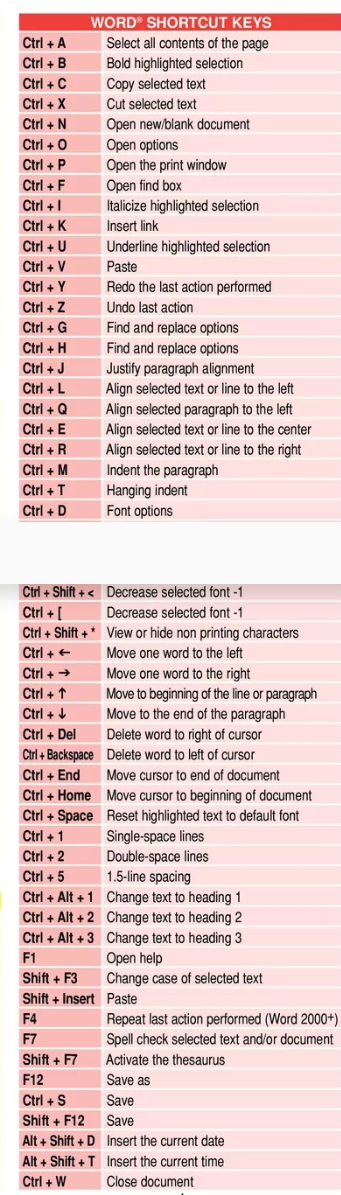 WORD® SHORTCUT KEYS
Ctrl + A Select all contents of the page
Ctrl + B Bold highlighted selection
Ctrl + C Copy selected text
Ctrl + X Cut selected text
Ctrl + N Open new/blank document
Ctrl + O Open options
Ctrl + P Open the print window
Ctrl + F Open find box
Ctrl + I Italicize highlighted selection
Ctrl + K Insert link
Ctrl + U Underline highlighted selection
Ctrl + V Paste
Ctrl + Y Redo the last action performed
Ctrl + Z Undo last action
Ctrl + G Find and replace options
Ctrl + H Find and replace options
Ctrl + J Justify paragraph alignment
Ctrl + L Align selected text or line to the left
Ctrl + Q Align selected paragraph to the left
Ctrl + E Align selected text or line to the center
Ctrl + R Align selected text or line to the right
Ctrl + M Indent the paragraph
Ctrl + T Hanging indent
Ctrl + D Font options
Ctrl + Shift + < Decrease selected font -1
Ctrl + [ Decrease selected font -1
Ctrl + Shift + * View or hide non printing characters
Ctrl + ← Move one word to the left
Ctrl + → Move one word to the right
Ctrl + ↑ Move to beginning of the line or paragraph
Ctrl + ↓ Move to the end of the paragraph
Ctrl + Del Delete word to right of cursor
Ctrl + Backspace Delete word to left of cursor
Ctrl + End Move cursor to end of document
Ctrl + Home Move cursor to beginning of document
Ctrl + Space Reset highlighted text to default font
Ctrl + 1 Single-space lines
Ctrl + 2 Double-space lines
Ctrl + 5 1.5-line spacing
Ctrl + Alt + 1 Change text to heading 1
Ctrl + Alt + 2 Change text to heading 2
Ctrl + Alt + 3 Change text to heading 3
F1 Open help
Shift + F3 Change case of selected text
Shift + Insert Paste
F4 Repeat last action performed (Word 2000+)
F7 Spell check selected text and/or document
Shift + F7 Activate the thesaurus
F12 Save as
Ctrl + S Save
Shift + F12 Save
Alt + Shift + D Insert the current date
Alt + Shift + T Insert the current time
Ctrl + W Close document